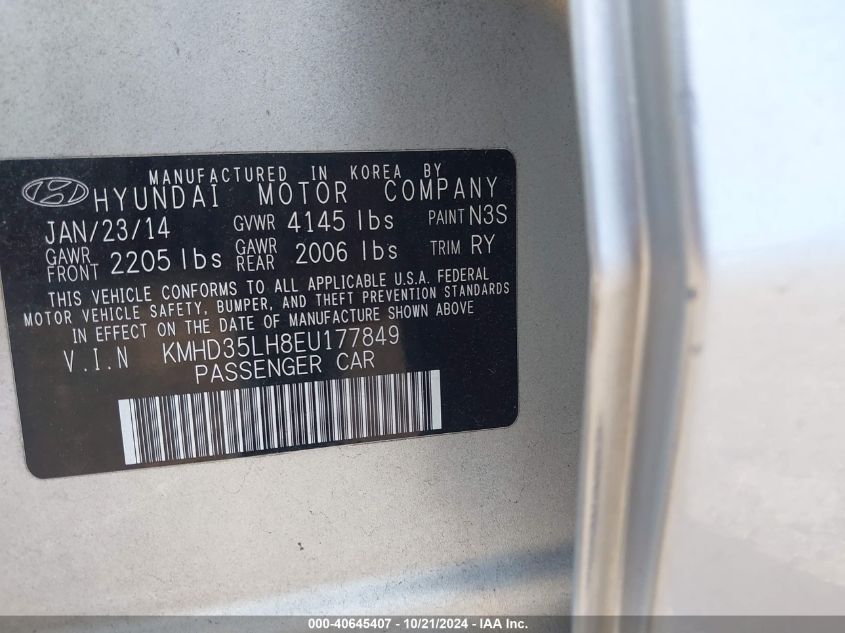 MANUFACTURED IN KOREA BY
HYUNDAI MOTOR COMPANY
JAN/23/14 GVWR 4145 lbs PAINT N3S
GAWR FRONT 2205 lbs GAWR REAR 2006 lbs TRIM RY
THIS VEHICLE CONFORMS TO ALL APPLICABLE U.S.A. FEDERAL
MOTOR VEHICLE SAFETY, BUMPER, AND THEFT PREVENTION STANDARDS
IN EFFECT ON THE DATE OF MANUFACTURE SHOWN ABOVE
V.I.N KMHD35LH8EU177849
PASSENGER CAR
000-40645407 - 10/21/2024 - IAA Inc.